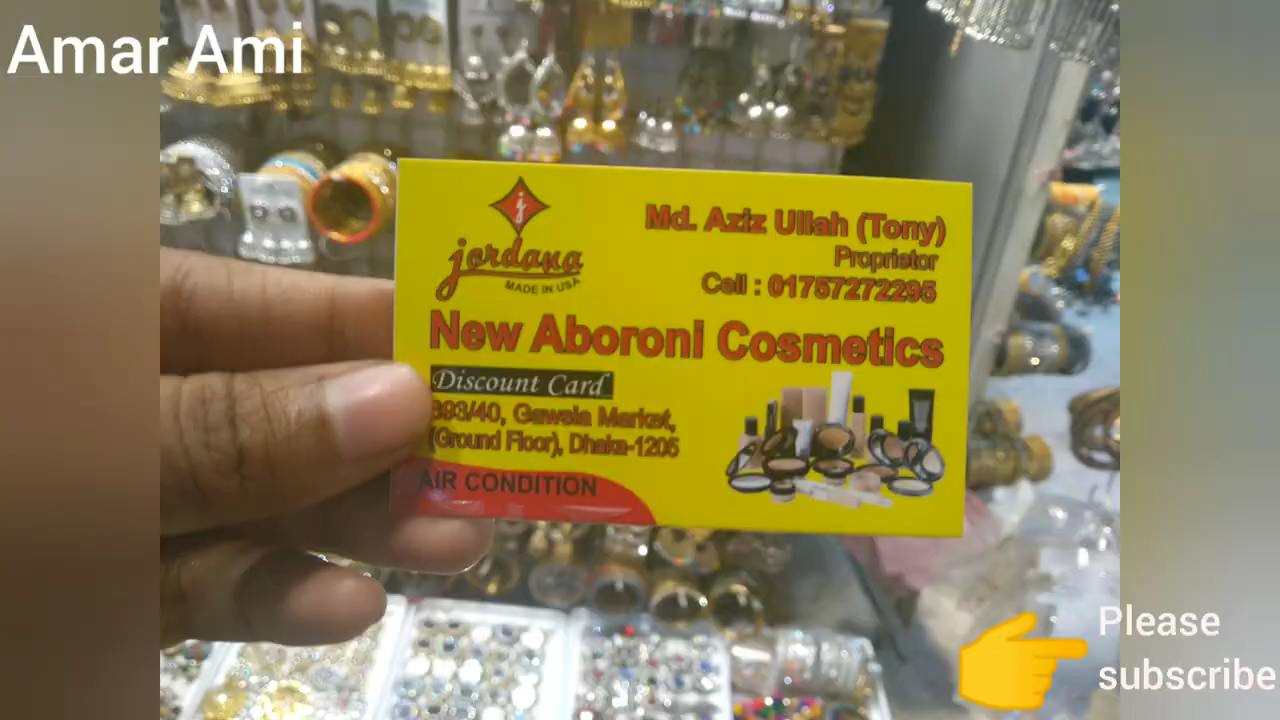 Amar Ami
j
jordana
MADE IN USA
Md. Aziz Ullah (Tony)
Proprietor
Cell : 01757272295
New Aboroni Cosmetics
Discount Card
393/40, Gawsia Market,
(Ground Floor), Dhaka-1205
AIR CONDITION
Please
subscribe